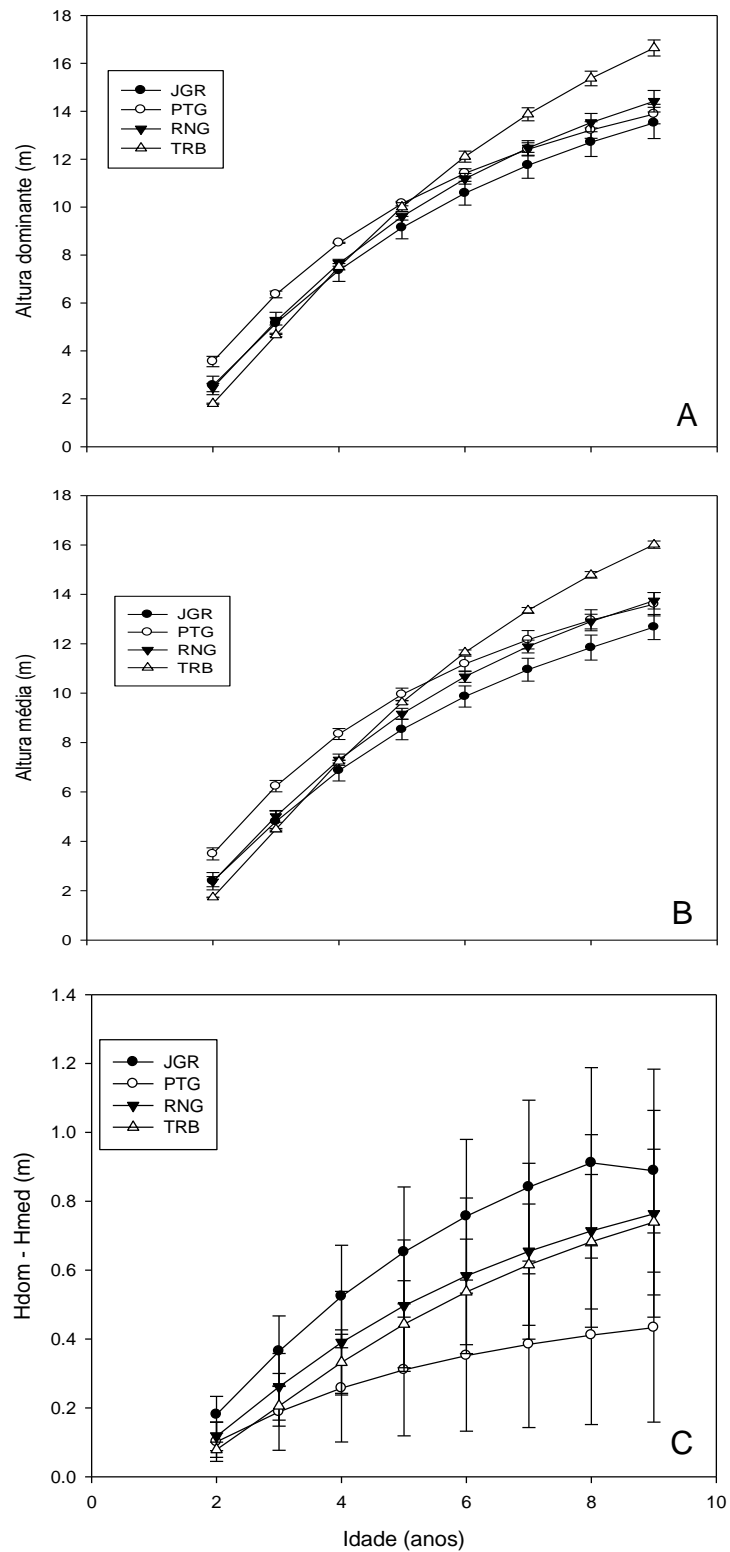 18
16
14
12
10
8
6
4
2
0
Altura dominante (m)
JGR
PTG
RNG
TRB
A
18
16
14
12
10
8
6
4
2
0
Altura média (m)
JGR
PTG
RNG
TRB
B
1.4
1.2
1.0
0.8
0.6
0.4
0.2
0.0
Hdom - Hmed (m)
JGR
PTG
RNG
TRB
C
0 2 4 6 8 10
Idade (anos)